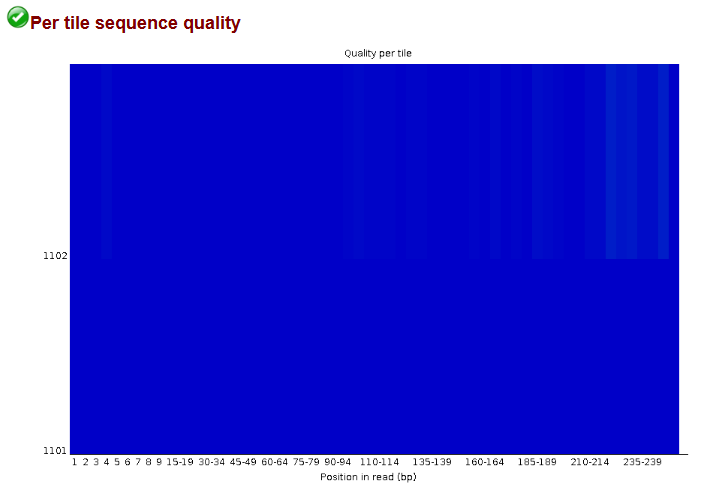 Per tile sequence quality
Quality per tile
1102
1101
1 2 3 4 5 6 7 8 9 15-19 30-34 45-49 60-64 75-79 90-94 110-114 135-139 160-164 185-189 210-214 235-239
Position in read (bp)